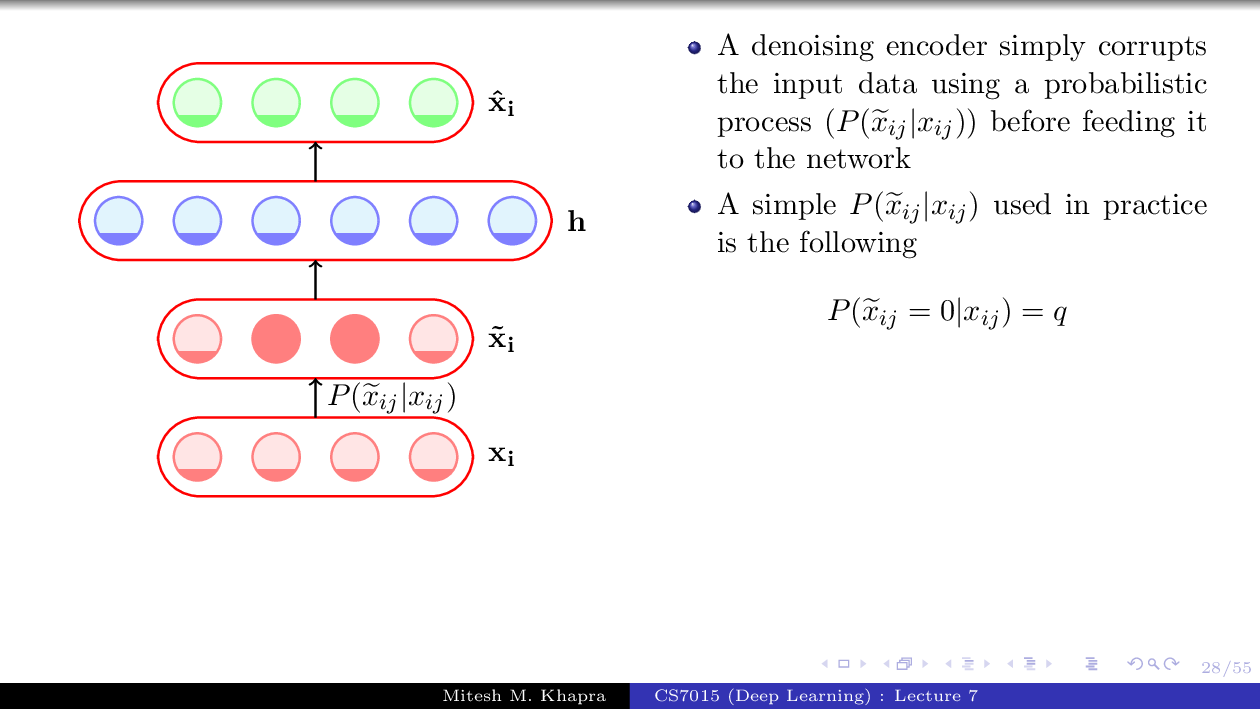 x̂ᵢ
h
x̃ᵢ
P(x̃ᵢⱼ|xᵢⱼ)
xᵢ
A denoising encoder simply corrupts
the input data using a probabilistic
process (P(x̃ᵢⱼ|xᵢⱼ)) before feeding it
to the network
A simple P(x̃ᵢⱼ|xᵢⱼ) used in practice
is the following
P(x̃ᵢⱼ = 0|xᵢⱼ) = q
28/55
Mitesh M. Khapra
CS7015 (Deep Learning) : Lecture 7